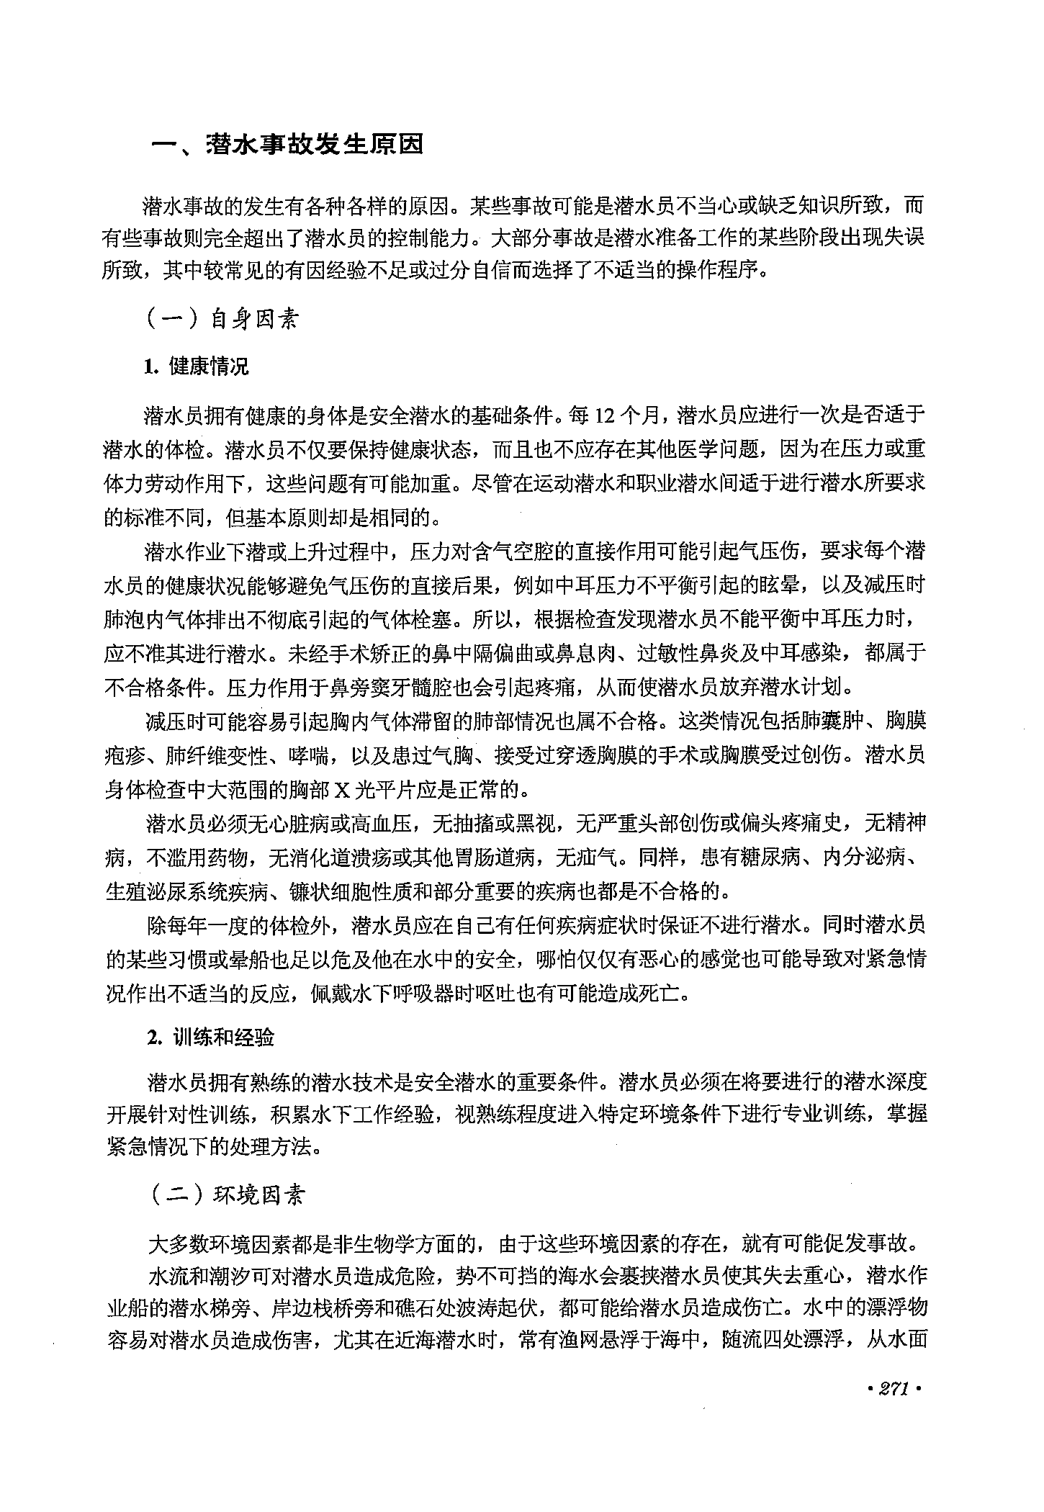 一、潜水事故发生原因
潜水事故的发生有各种各样的原因。某些事故可能是潜水员不当心或缺乏知识所致，而
有些事故则完全超出了潜水员的控制能力。大部分事故是潜水准备工作的某些阶段出现失误
所致，其中较常见的有因经验不足或过分自信而选择了不适当的操作程序。
（一）自身因素
1. 健康情况
潜水员拥有健康的身体是安全潜水的基础条件。每 12 个月，潜水员应进行一次是否适于
潜水的体检。潜水员不仅要保持健康状态，而且也不应存在其他医学问题，因为在压力或重
体力劳动作用下，这些问题有可能加重。尽管在运动潜水和职业潜水间适于进行潜水所要求
的标准不同，但基本原则却是相同的。
潜水作业下潜或上升过程中，压力对含气空腔的直接作用可能引起气压伤，要求每个潜
水员的健康状况能够避免气压伤的直接后果，例如中耳压力不平衡引起的眩晕，以及减压时
肺泡内气体排出不彻底引起的气体栓塞。所以，根据检查发现潜水员不能平衡中耳压力时，
应不准其进行潜水。未经手术矫正的鼻中隔偏曲或鼻息肉、过敏性鼻炎及中耳感染，都属于
不合格条件。压力作用于鼻旁窦牙髓腔也会引起疼痛，从而使潜水员放弃潜水计划。
减压时可能容易引起胸内气体滞留的肺部情况也属不合格。这类情况包括肺囊肿、胸膜
疱疹、肺纤维变性、哮喘，以及患过气胸、接受过穿透胸膜的手术或胸膜受过创伤。潜水员
身体检查中大范围的胸部 X 光平片应是正常的。
潜水员必须无心脏病或高血压，无抽搐或黑视，无严重头部创伤或偏头疼痛史，无精神
病，不滥用药物，无消化道溃疡或其他胃肠道病，无疝气。同样，患有糖尿病、内分泌病、
生殖泌尿系统疾病、镰状细胞性质和部分重要的疾病也都是不合格的。
除每年一度的体检外，潜水员应在自己有任何疾病症状时保证不进行潜水。同时潜水员
的某些习惯或晕船也足以危及他在水中的安全，哪怕仅仅有恶心的感觉也可能导致对紧急情
况作出不适当的反应，佩戴水下呼吸器时呕吐也有可能造成死亡。
2. 训练和经验
潜水员拥有熟练的潜水技术是安全潜水的重要条件。潜水员必须在将要进行的潜水深度
开展针对性训练，积累水下工作经验，视熟练程度进入特定环境条件下进行专业训练，掌握
紧急情况下的处理方法。
（二）环境因素
大多数环境因素都是非生物学方面的，由于这些环境因素的存在，就有可能促发事故。
水流和潮汐可对潜水员造成危险，势不可挡的海水会裹挟潜水员使其失去重心，潜水作
业船的潜水梯旁、岸边栈桥旁和礁石处波涛起伏，都可能给潜水员造成伤亡。水中的漂浮物
容易对潜水员造成伤害，尤其在近海潜水时，常有渔网悬浮于海中，随流四处漂浮，从水面
·271·